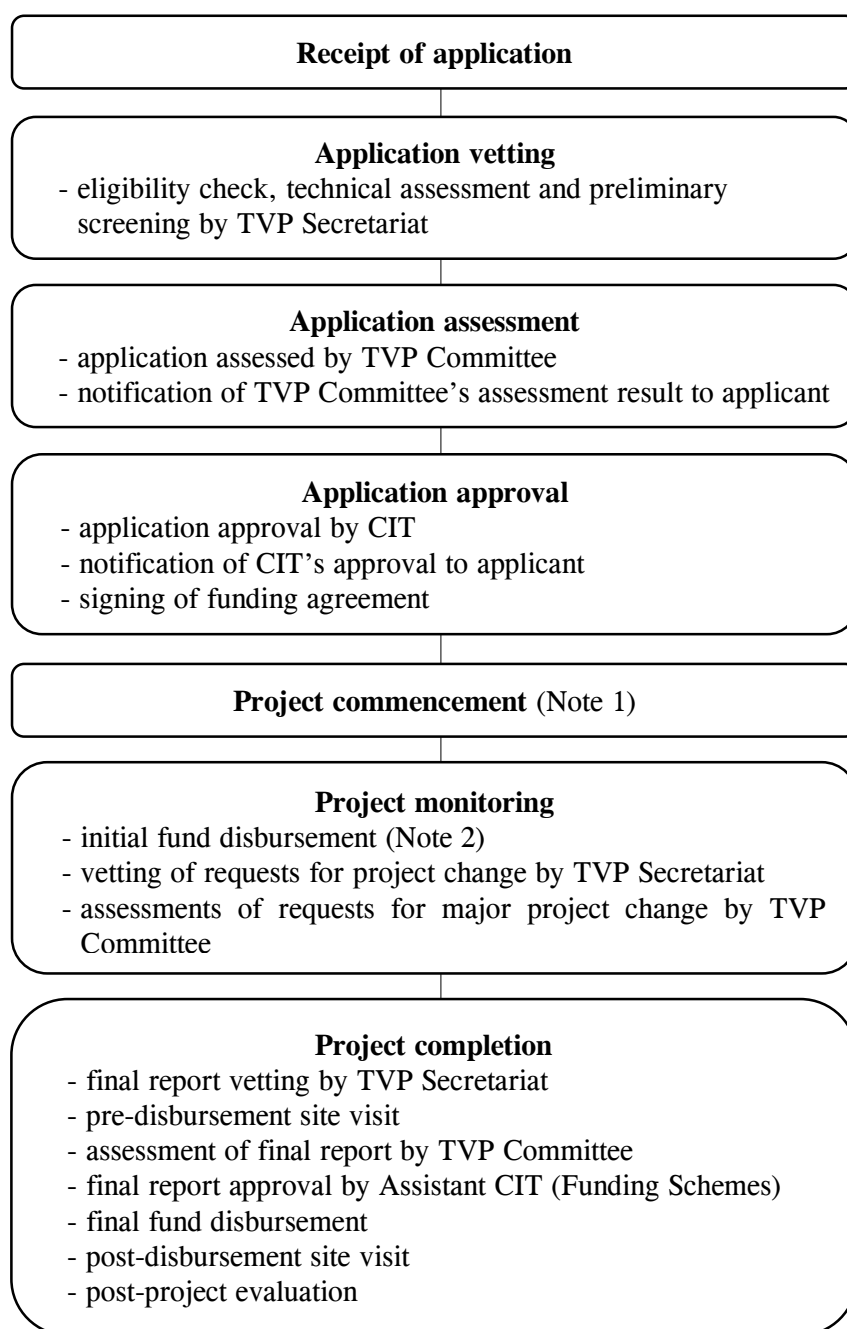 Receipt of application
Application vetting
- eligibility check, technical assessment and preliminary
screening by TVP Secretariat
Application assessment
- application assessed by TVP Committee
- notification of TVP Committee’s assessment result to applicant
Application approval
- application approval by CIT
- notification of CIT’s approval to applicant
- signing of funding agreement
Project commencement (Note 1)
Project monitoring
- initial fund disbursement (Note 2)
- vetting of requests for project change by TVP Secretariat
- assessments of requests for major project change by TVP
Committee
Project completion
- final report vetting by TVP Secretariat
- pre-disbursement site visit
- assessment of final report by TVP Committee
- final report approval by Assistant CIT (Funding Schemes)
- final fund disbursement
- post-disbursement site visit
- post-project evaluation